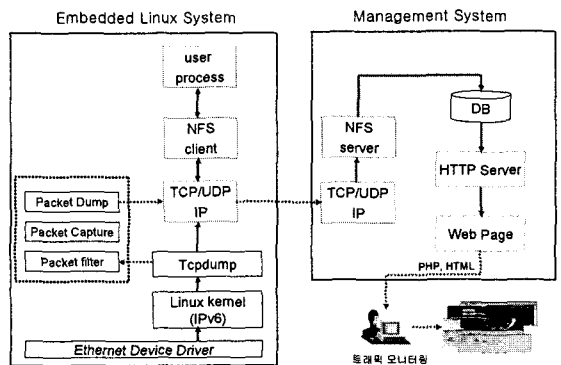 Embedded Linux System
user
process
NFS
client
TCP/UDP
IP
Packet Dump
Packet Capture
Packet filter
Tcpdump
Linux kernel
(IPv6)
Ethernet Device Driver
Management System
DB
NFS
server
TCP/UDP
IP
HTTP Server
Web Page
PHP, HTML
트래픽 모니터링